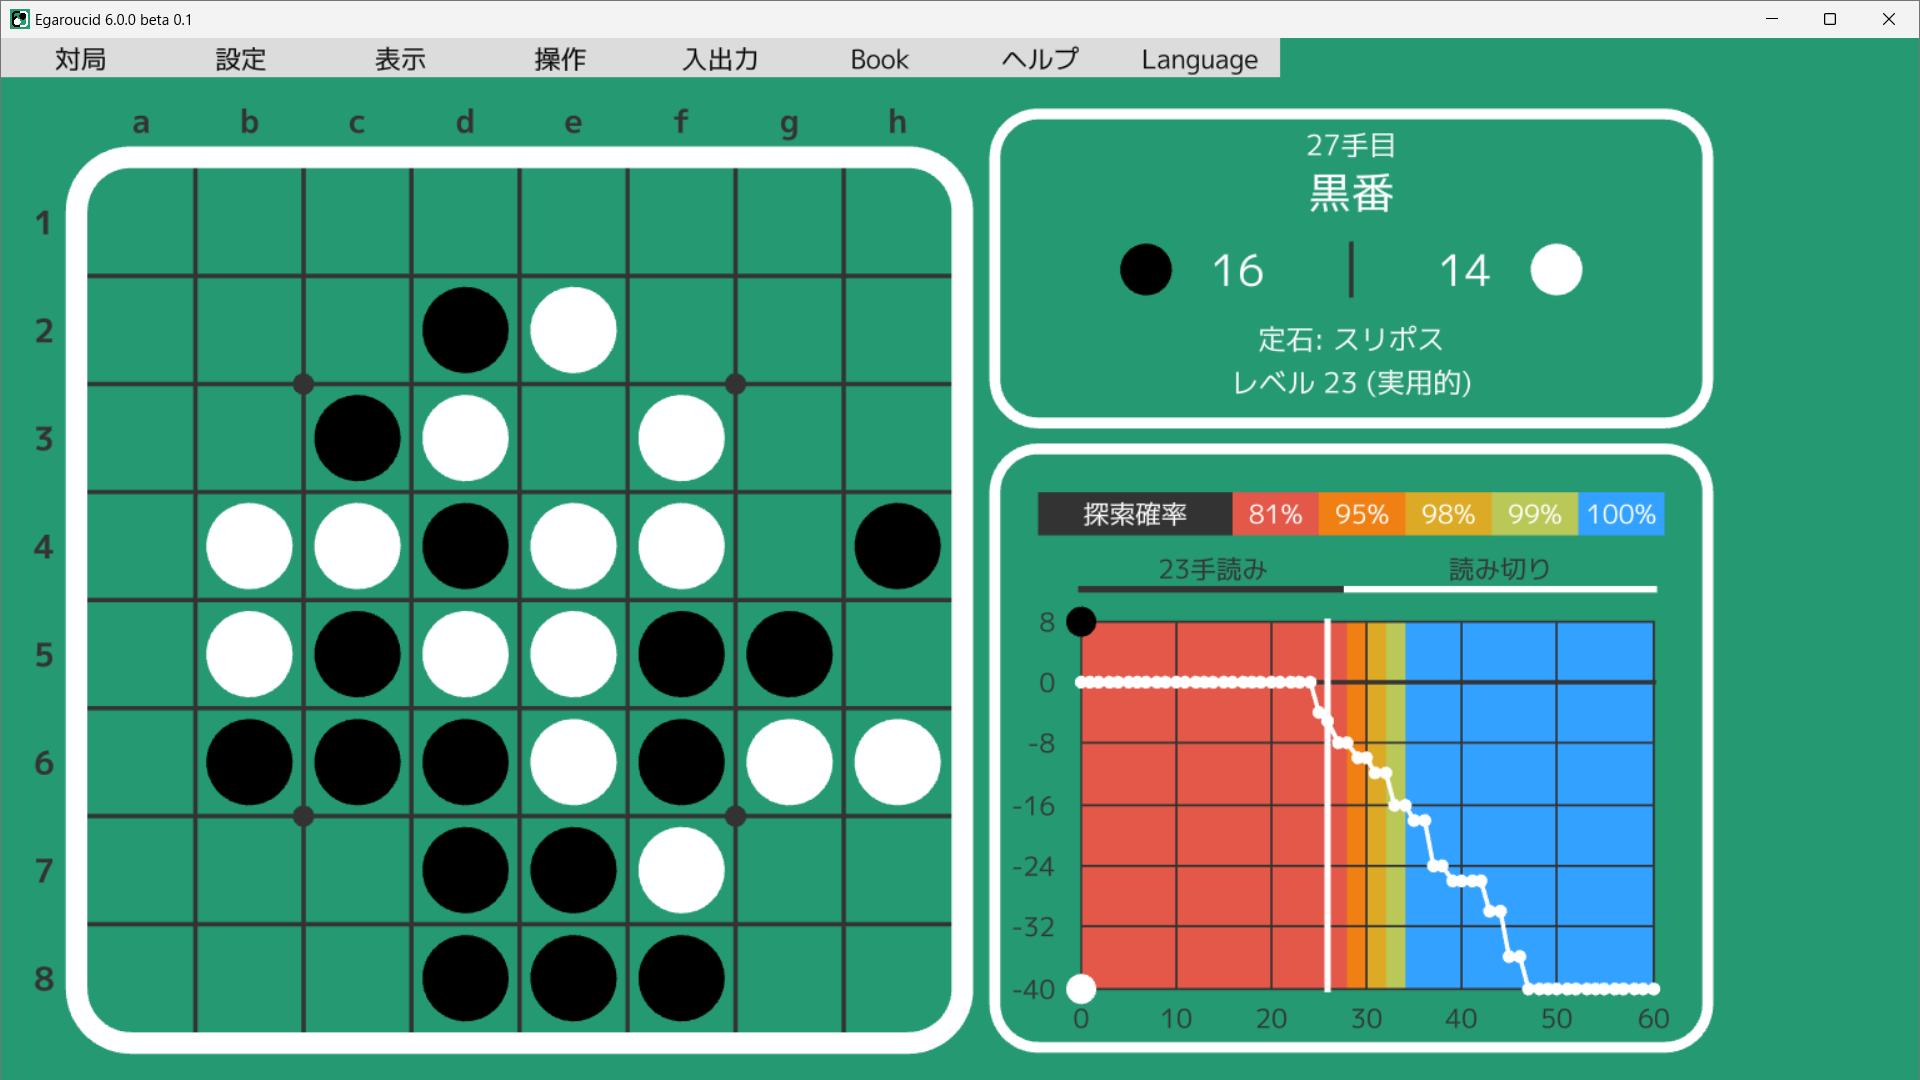 Egaroucid 6.0.0 beta 0.1
対局 設定 表示 操作 入出力 Book ヘルプ Language
a b c d e f g h
1
2
3
4
5
6
7
8
27手目
黒番
16 14
定石: スリポス
レベル 23 (実用的)
探索確率 81% 95% 98% 99% 100%
23手読み 読み切り
8
0
-8
-16
-24
-32
-40
0 10 20 30 40 50 60